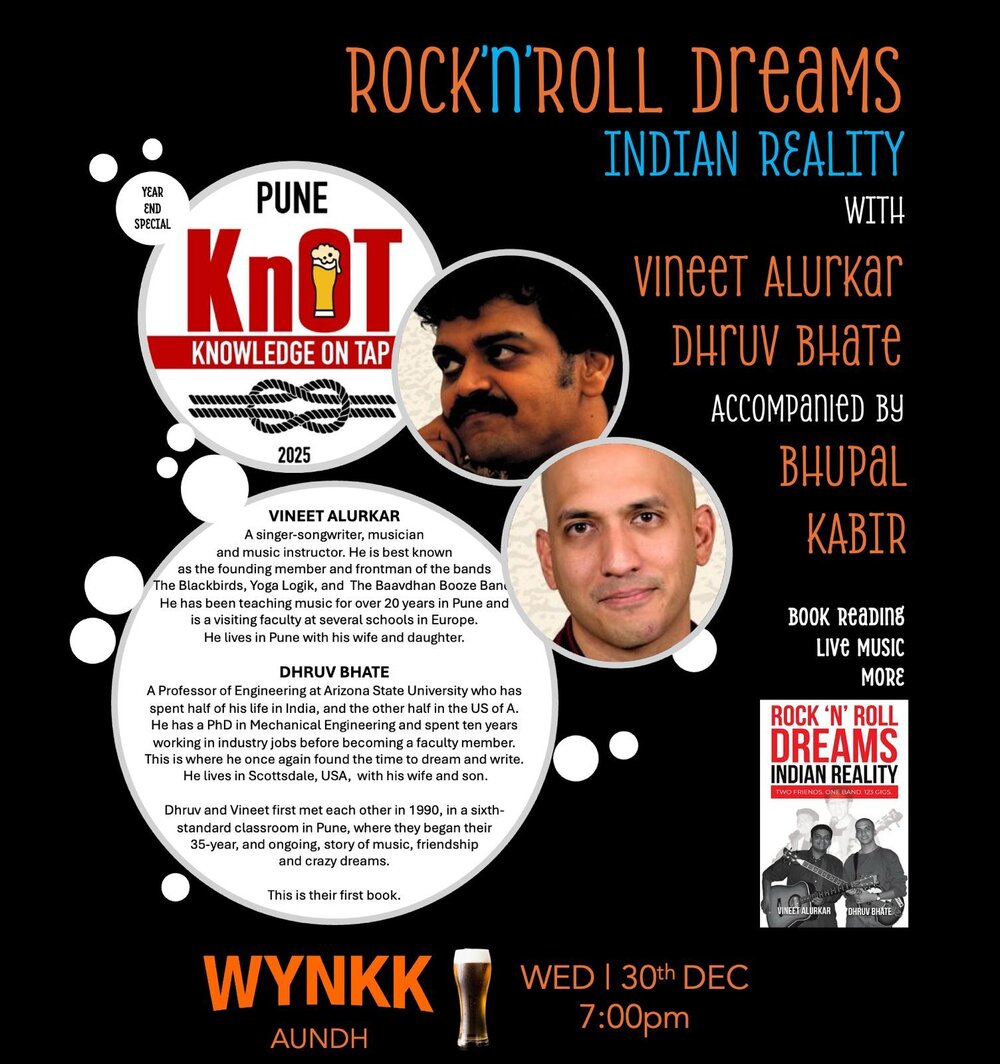 ROCK'N'ROLL DREAMS
INDIAN REALITY
WITH
VINEET ALURKAR
DHRUV BHATE
ACCOMPANIED BY
BHUPAL
KABIR
BOOK READING
LIVE MUSIC
MORE
YEAR
END
SPECIAL
PUNE
KnOT
KNOWLEDGE ON TAP
2025
VINEET ALURKAR
A singer-songwriter, musician
and music instructor. He is best known
as the founding member and frontman of the bands
The Blackbirds, Yoga Logik, and The Baavdhan Booze Band
He has been teaching music for over 20 years in Pune and
is a visiting faculty at several schools in Europe.
He lives in Pune with his wife and daughter.
DHRUV BHATE
A Professor of Engineering at Arizona State University who has
spent half of his life in India, and the other half in the US of A.
He has a PhD in Mechanical Engineering and spent ten years
working in industry jobs before becoming a faculty member.
This is where he once again found the time to dream and write.
He lives in Scottsdale, USA, with his wife and son.
Dhruv and Vineet first met each other in 1990, in a sixth-
standard classroom in Pune, where they began their
35-year, and ongoing, story of music, friendship
and crazy dreams.
This is their first book.
ROCK 'N' ROLL
DREAMS
INDIAN REALITY
TWO FRIENDS. ONE BAND. 123 GIGS.
VINEET ALURKAR DHRUV BHATE
WYNKK
AUNDH
WED | 30th DEC
7:00pm